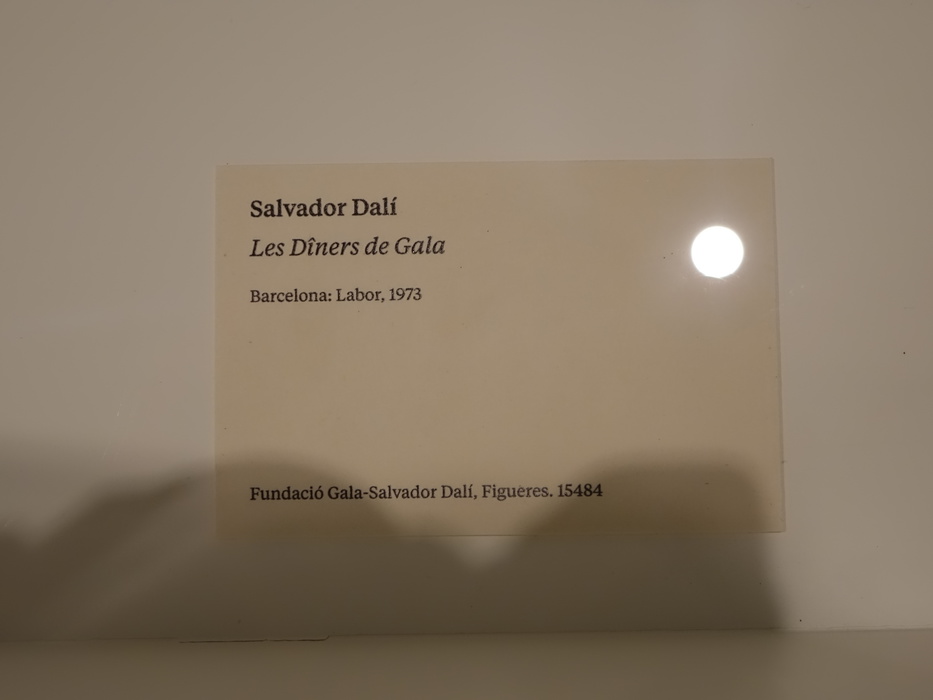 Salvador Dalí
Les Dîners de Gala
Barcelona: Labor, 1973
Fundació Gala-Salvador Dalí, Figueres. 15484